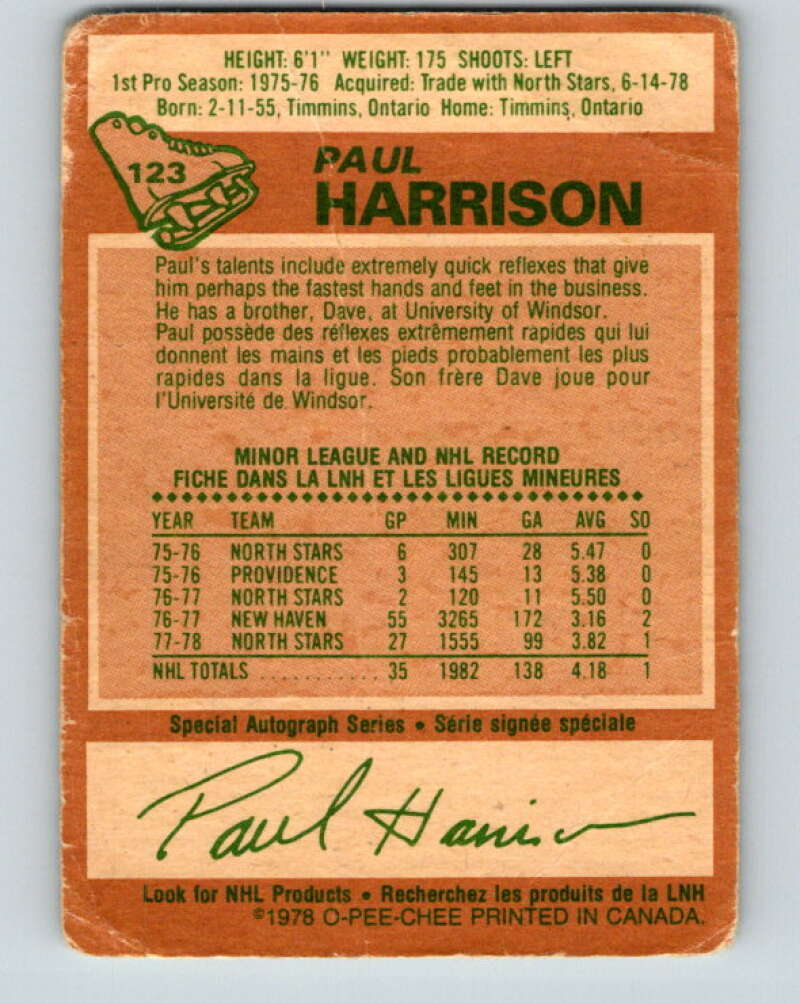 HEIGHT: 6'1" WEIGHT: 175 SHOOTS: LEFT
1st Pro Season: 1975-76 Acquired: Trade with North Stars, 6-14-78
Born: 2-11-55, Timmins, Ontario Home: Timmins, Ontario
123
PAUL
HARRISON
Paul's talents include extremely quick reflexes that give
him perhaps the fastest hands and feet in the business.
He has a brother, Dave, at University of Windsor.
Paul possède des réflexes extrêmement rapides qui lui
donnent les mains et les pieds probablement les plus
rapides dans la ligue. Son frère Dave joue pour
l'Université de Windsor.
MINOR LEAGUE AND NHL RECORD
FICHE DANS LA LNH ET LES LIGUES MINEURES
YEAR TEAM GP MIN GA AVG SO
75-76 NORTH STARS 6 307 28 5.47 0
75-76 PROVIDENCE 3 145 13 5.38 0
76-77 NORTH STARS 2 120 11 5.50 0
76-77 NEW HAVEN 55 3265 172 3.16 2
77-78 NORTH STARS 27 1555 99 3.82 1
NHL TOTALS ............ 35 1982 138 4.18 1
Special Autograph Series • Série signée spéciale
Paul Harrison
Look for NHL Products • Recherchez les produits de la LNH
©1978 O-PEE-CHEE PRINTED IN CANADA.